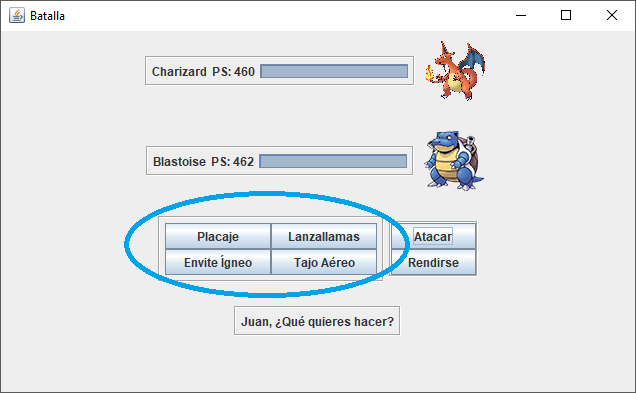 Batalla
Charizard PS: 460
Blastoise PS: 462
Placaje Lanzallamas Atacar
Envite Ígneo Tajo Aéreo Rendirse
Juan, ¿Qué quieres hacer?